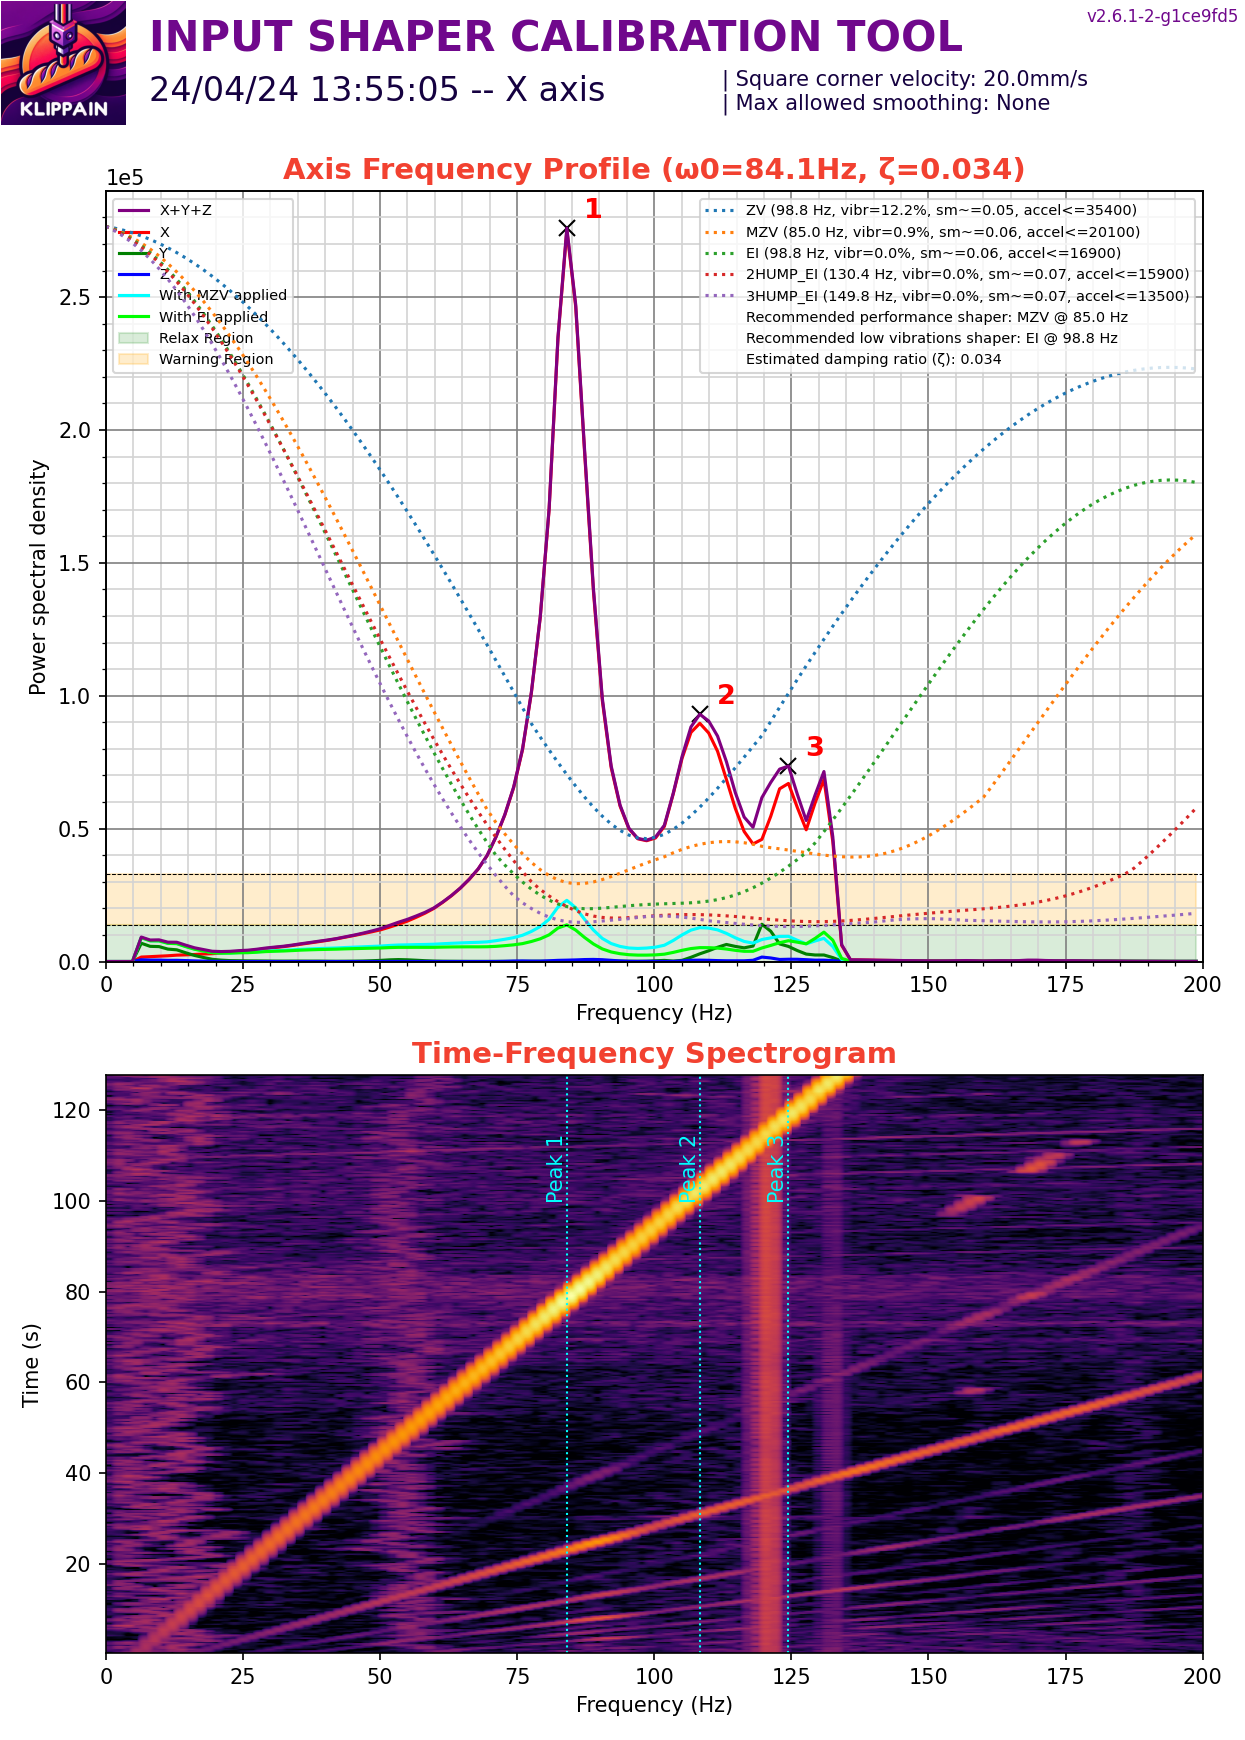 v2.6.1-2-g1ce9fd5
INPUT SHAPER CALIBRATION TOOL
24/04/24 13:55:05 -- X axis
| Square corner velocity: 20.0mm/s
| Max allowed smoothing: None
KLIPPAIN
Axis Frequency Profile (ω0=84.1Hz, ζ=0.034)
1e5
X+Y+Z
X
Y
Z
With MZV applied
With EI applied
Relax Region
Warning Region
ZV (98.8 Hz, vibr=12.2%, sm~=0.05, accel<=35400)
MZV (85.0 Hz, vibr=0.9%, sm~=0.06, accel<=20100)
EI (98.8 Hz, vibr=0.0%, sm~=0.06, accel<=16900)
2HUMP_EI (130.4 Hz, vibr=0.0%, sm~=0.07, accel<=15900)
3HUMP_EI (149.8 Hz, vibr=0.0%, sm~=0.07, accel<=13500)
Recommended performance shaper: MZV @ 85.0 Hz
Recommended low vibrations shaper: EI @ 98.8 Hz
Estimated damping ratio (ζ): 0.034
1
2
3
2.5
2.0
1.5
1.0
0.5
0.0
Power spectral density
0 25 50 75 100 125 150 175 200
Frequency (Hz)
Time-Frequency Spectrogram
120
100
80
60
40
20
Time (s)
Peak 1
Peak 2
Peak 3
0 25 50 75 100 125 150 175 200
Frequency (Hz)